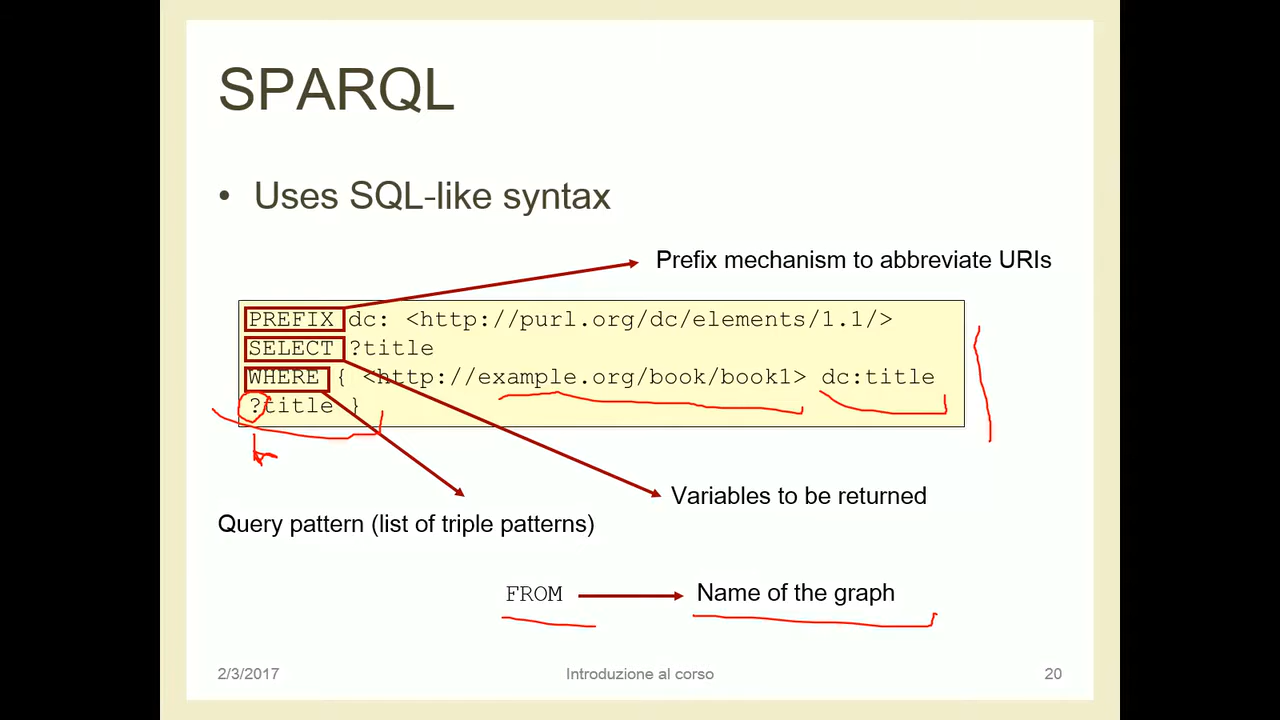 SPARQL
• Uses SQL-like syntax
Prefix mechanism to abbreviate URIs
PREFIX dc: <http://purl.org/dc/elements/1.1/>
SELECT ?title
WHERE { <http://example.org/book/book1> dc:title
?title }
Variables to be returned
Query pattern (list of triple patterns)
FROM Name of the graph
2/3/2017 Introduzione al corso 20